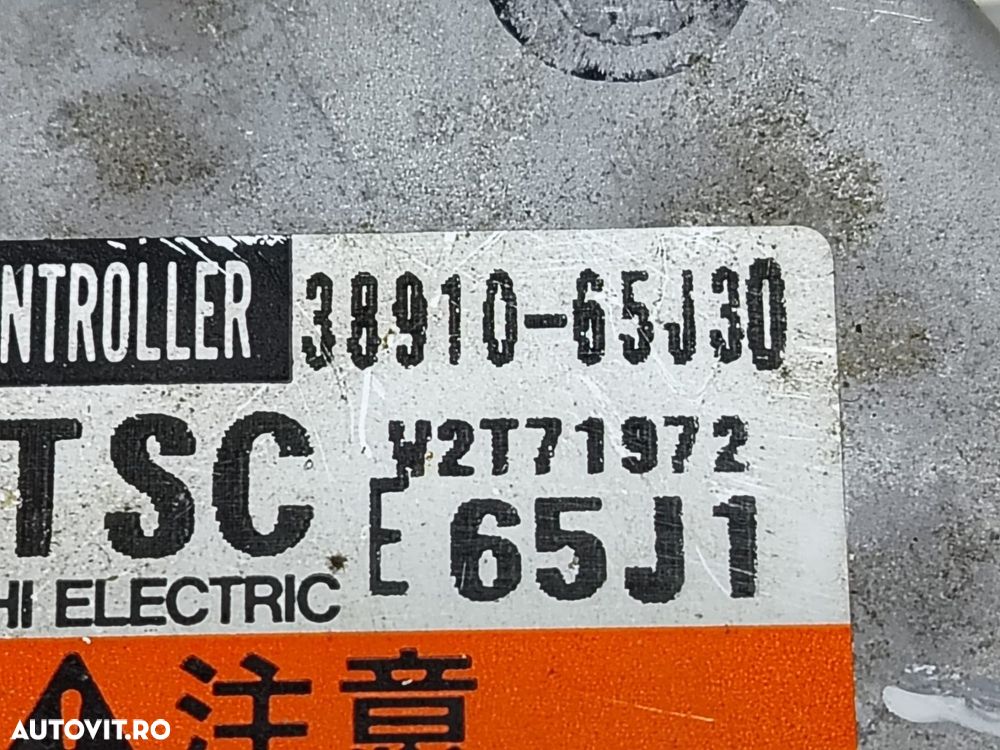 NTROLLER 38910-65J30
TSC W2T71972
E 65J1
HI ELECTRIC
注意
AUTOVIT.RO